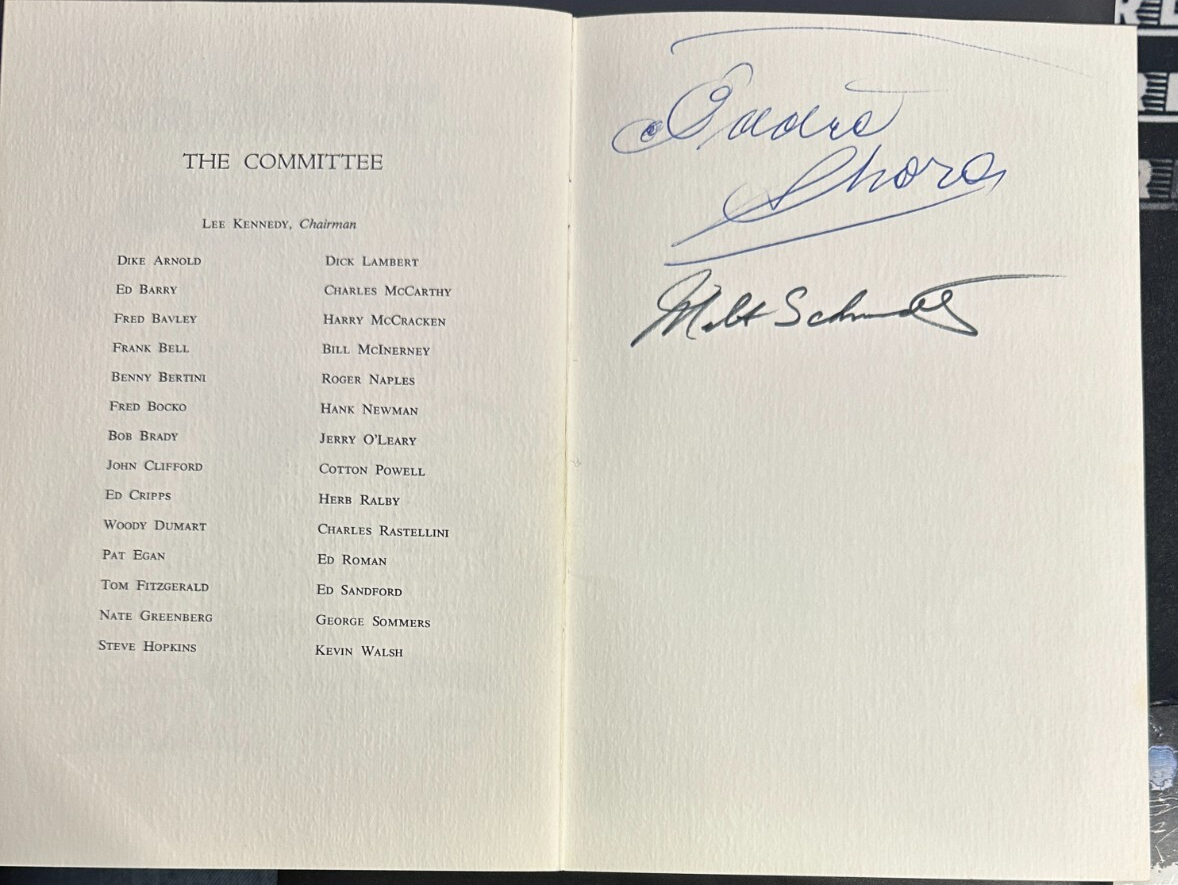 THE COMMITTEE
LEE KENNEDY, Chairman
DIKE ARNOLD
ED BARRY
FRED BAVLEY
FRANK BELL
BENNY BERTINI
FRED BOCKO
BOB BRADY
JOHN CLIFFORD
ED CRIPPS
WOODY DUMART
PAT EGAN
TOM FITZGERALD
NATE GREENBERG
STEVE HOPKINS
DICK LAMBERT
CHARLES MCCARTHY
HARRY MCCRACKEN
BILL MCINERNEY
ROGER NAPLES
HANK NEWMAN
JERRY O'LEARY
COTTON POWELL
HERB RALBY
CHARLES RASTELLINI
ED ROMAN
ED SANDFORD
GEORGE SOMMERS
KEVIN WALSH
Eddie
Shore
Milt Schmidt